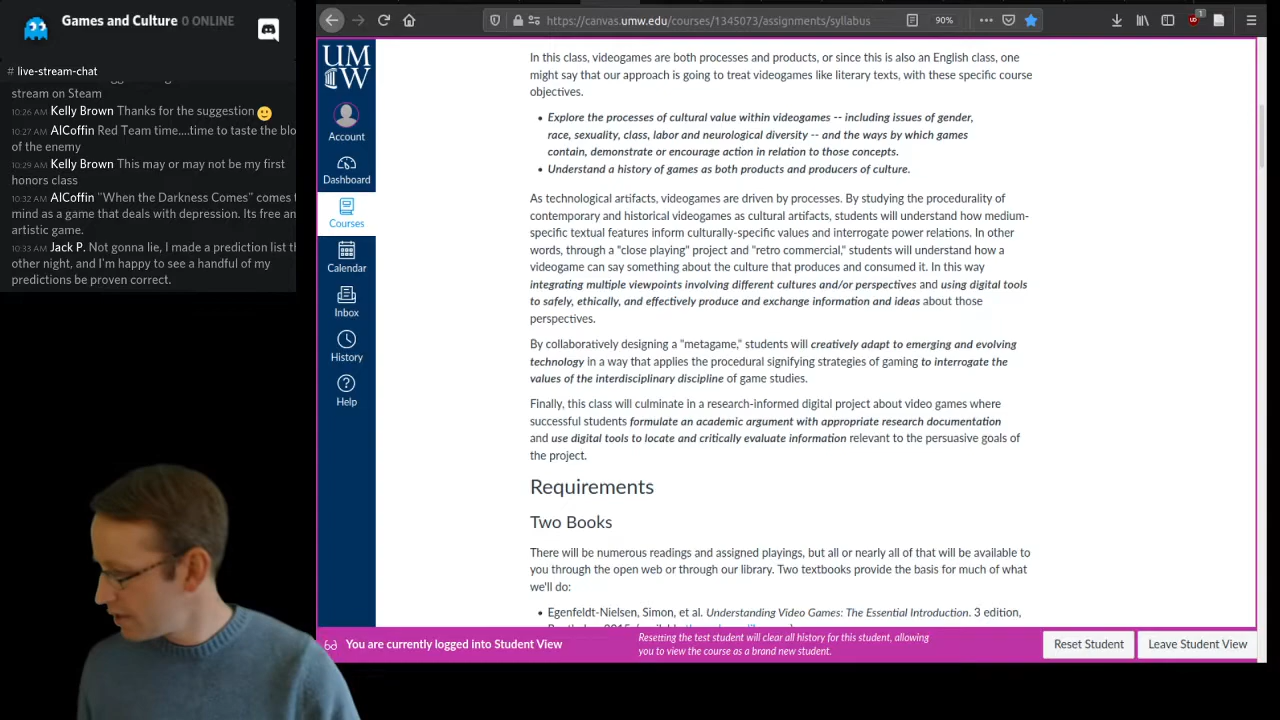 Games and Culture 0 ONLINE
# live-stream-chat
stream on Steam
10:26 AM Kelly Brown Thanks for the suggestion
10:27 AM AlCoffin Red Team time....time to taste the blo
of the enemy
10:29 AM Kelly Brown This may or may not be my first
honors class
10:32 AM AlCoffin "When the Darkness Comes" comes t
mind as a game that deals with depression. Its free an
artistic game.
10:33 AM Jack P. Not gonna lie, I made a prediction list th
other night, and I'm happy to see a handful of my
predictions be proven correct.
https://canvas.umw.edu/courses/1345073/assignments/syllabus
90%
1
UMW
Account
Dashboard
Courses
Calendar
Inbox
History
Help
In this class, videogames are both processes and products, or since this is also an English class, one
might say that our approach is going to treat videogames like literary texts, with these specific course
objectives.
• Explore the processes of cultural value within videogames -- including issues of gender,
race, sexuality, class, labor and neurological diversity -- and the ways by which games
contain, demonstrate or encourage action in relation to those concepts.
• Understand a history of games as both products and producers of culture.
As technological artifacts, videogames are driven by processes. By studying the procedurality of
contemporary and historical videogames as cultural artifacts, students will understand how medium-
specific textual features inform culturally-specific values and interrogate power relations. In other
words, through a "close playing" project and "retro commercial," students will understand how a
videogame can say something about the culture that produces and consumed it. In this way
integrating multiple viewpoints involving different cultures and/or perspectives and using digital tools
to safely, ethically, and effectively produce and exchange information and ideas about those
perspectives.
By collaboratively designing a "metagame," students will creatively adapt to emerging and evolving
technology in a way that applies the procedural signifying strategies of gaming to interrogate the
values of the interdisciplinary discipline of game studies.
Finally, this class will culminate in a research-informed digital project about video games where
successful students formulate an academic argument with appropriate research documentation
and use digital tools to locate and critically evaluate information relevant to the persuasive goals of
the project.
Requirements
Two Books
There will be numerous readings and assigned playings, but all or nearly all of that will be available to
you through the open web or through our library. Two textbooks provide the basis for much of what
we'll do:
• Egenfeldt-Nielsen, Simon, et al. Understanding Video Games: The Essential Introduction. 3 edition,
You are currently logged into Student View
Resetting the test student will clear all history for this student, allowing
you to view the course as a brand new student.
Reset Student
Leave Student View